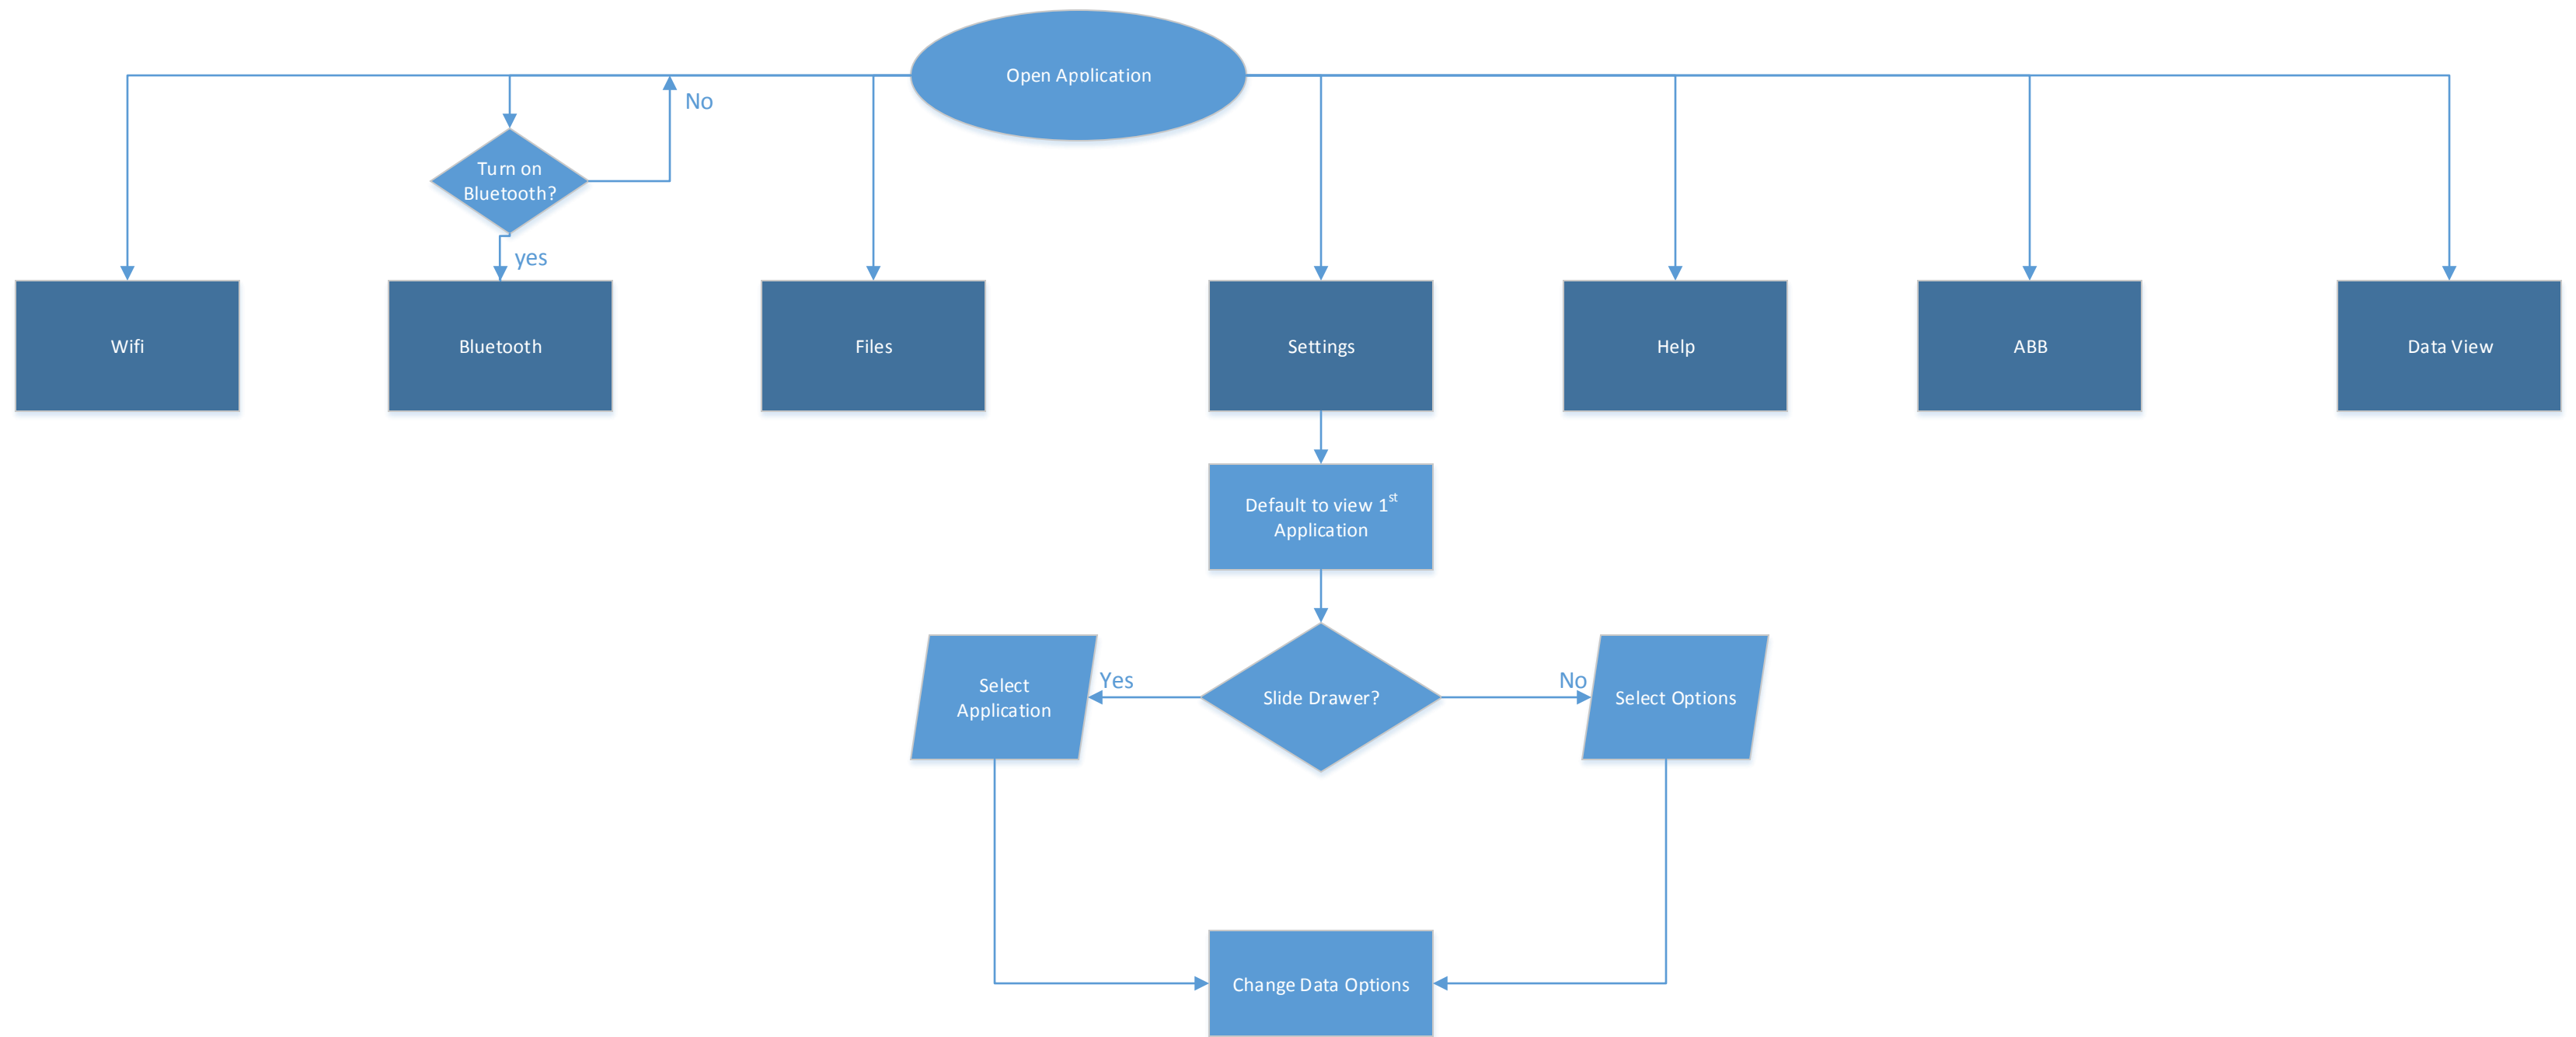 Open Application
No
Turn on
Bluetooth?
yes
Wifi
Bluetooth
Files
Settings
Help
ABB
Data View
Default to view 1st
Application
Select
Application
Yes
Slide Drawer?
No
Select Options
Change Data Options